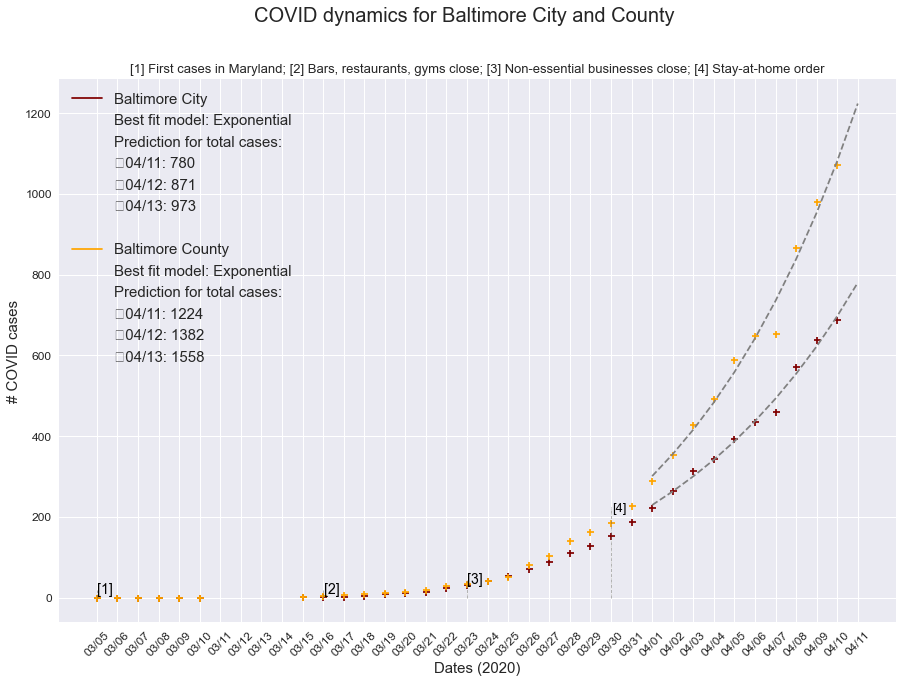 COVID dynamics for Baltimore City and County
[1] First cases in Maryland; [2] Bars, restaurants, gyms close; [3] Non-essential businesses close; [4] Stay-at-home order
Baltimore City
Best fit model: Exponential
Prediction for total cases:
04/11: 780
04/12: 871
04/13: 973
Baltimore County
Best fit model: Exponential
Prediction for total cases:
04/11: 1224
04/12: 1382
04/13: 1558
# COVID cases
1200
1000
800
600
400
200
0
[1]
[2]
[3]
[4]
03/05 03/06 03/07 03/08 03/09 03/10 03/11 03/12 03/13 03/14 03/15 03/16 03/17 03/18 03/19 03/20 03/21 03/22 03/23 03/24 03/25 03/26 03/27 03/28 03/29 03/30 03/31 04/01 04/02 04/03 04/04 04/05 04/06 04/07 04/08 04/09 04/10 04/11
Dates (2020)